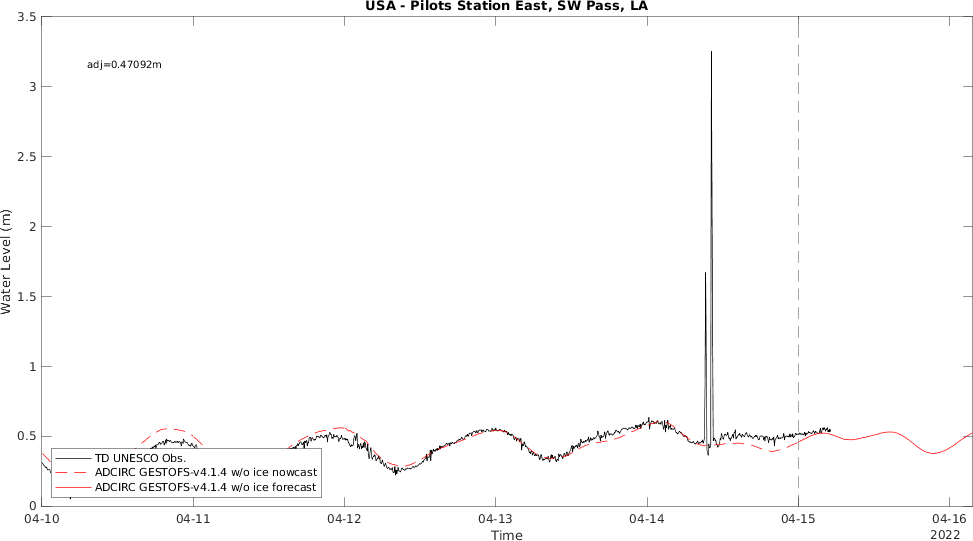 USA - Pilots Station East, SW Pass, LA
3.5
adj=0.47092m
3
2.5
2
1.5
1
0.5
0
Water Level (m)
TD UNESCO Obs.
ADCIRC GESTOFS-v4.1.4 w/o ice nowcast
ADCIRC GESTOFS-v4.1.4 w/o ice forecast
04-10 04-11 04-12 04-13 04-14 04-15 04-16
Time
2022